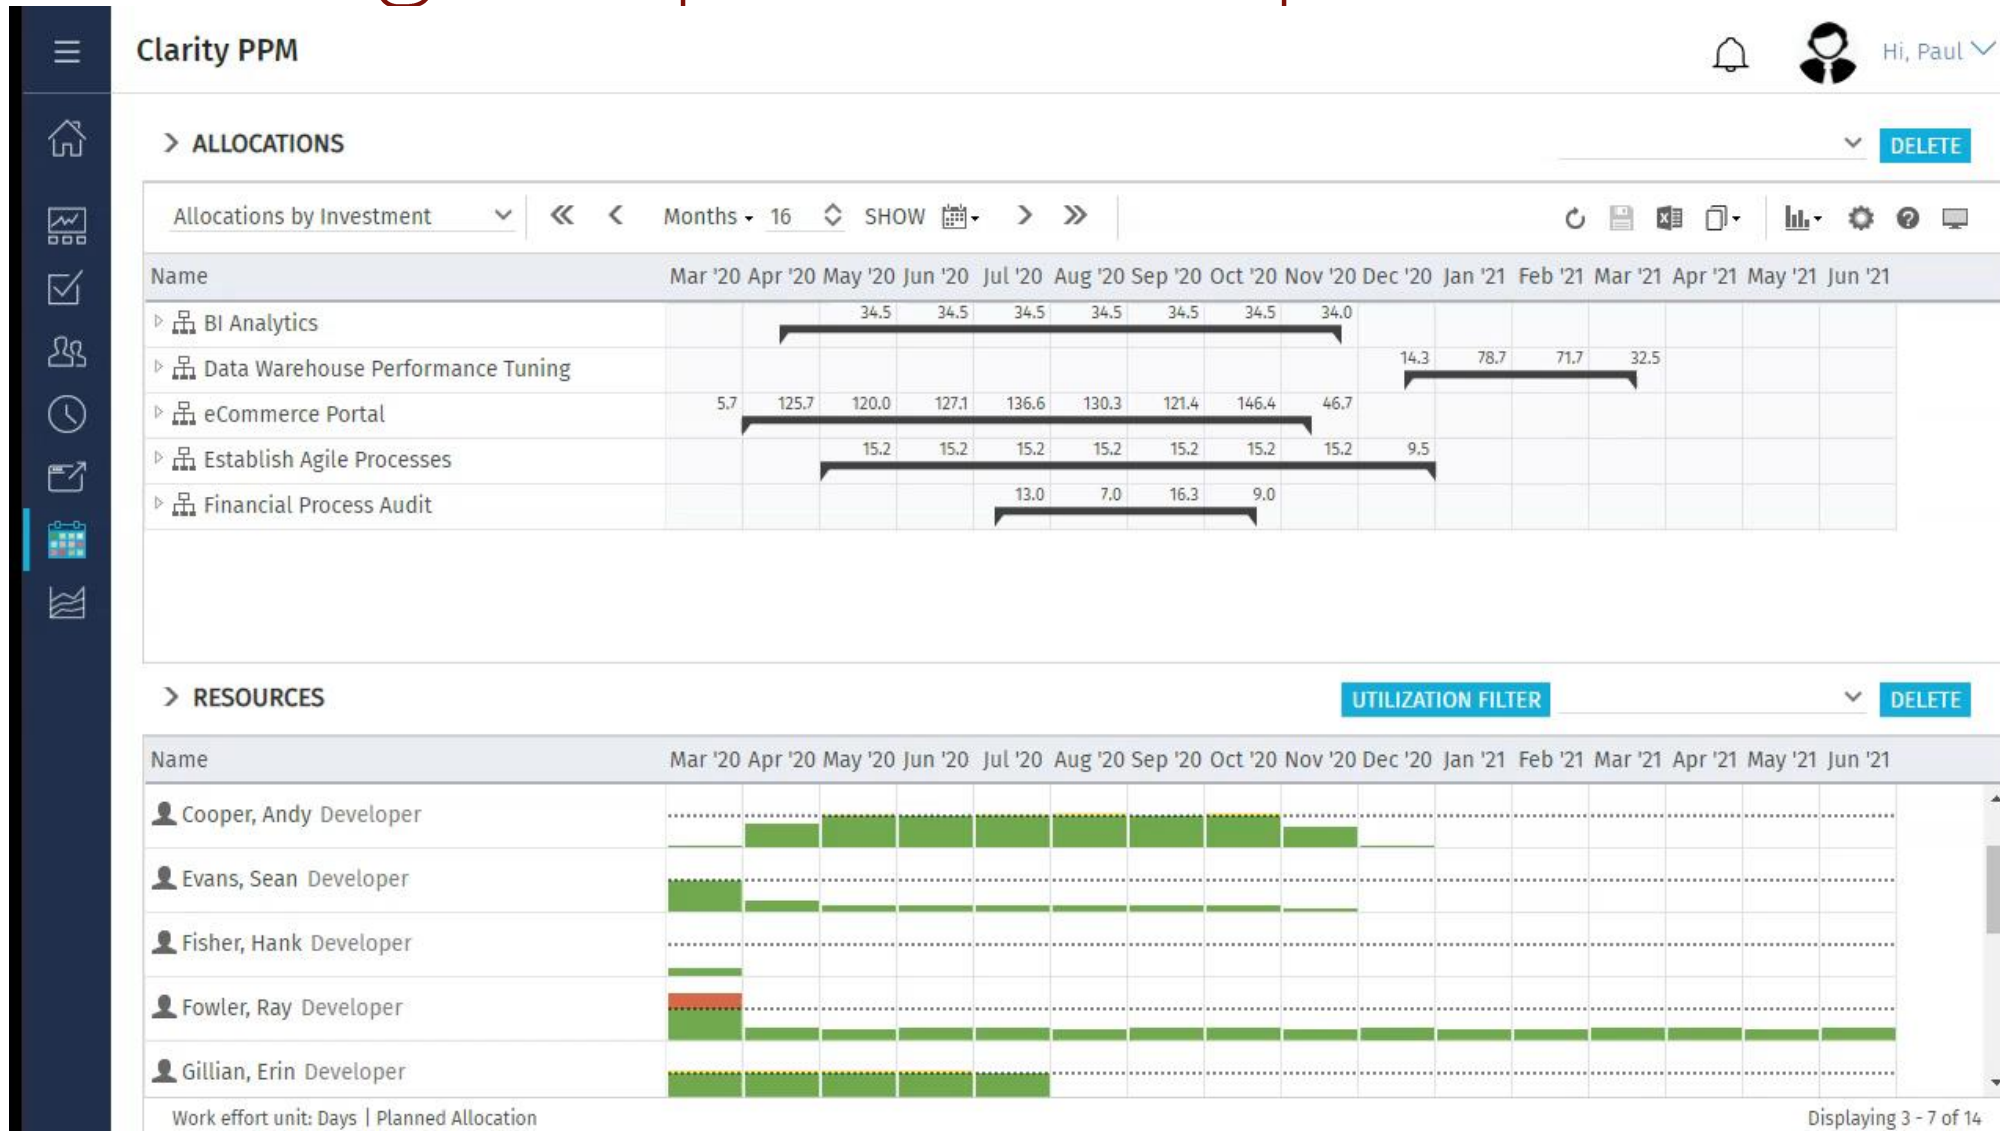 Clarity PPM
Hi, Paul
ALLOCATIONS
DELETE
Allocations by Investment Months 16 SHOW
Name Mar '20 Apr '20 May '20 Jun '20 Jul '20 Aug '20 Sep '20 Oct '20 Nov '20 Dec '20 Jan '21 Feb '21 Mar '21 Apr '21 May '21 Jun '21
BI Analytics 34.5 34.5 34.5 34.5 34.5 34.5 34.0
Data Warehouse Performance Tuning 14.3 78.7 71.7 32.5
eCommerce Portal 5.7 125.7 120.0 127.1 136.6 130.3 121.4 146.4 46.7
Establish Agile Processes 15.2 15.2 15.2 15.2 15.2 15.2 15.2 9.5
Financial Process Audit 13.0 7.0 16.3 9.0
RESOURCES
UTILIZATION FILTER
DELETE
Name Mar '20 Apr '20 May '20 Jun '20 Jul '20 Aug '20 Sep '20 Oct '20 Nov '20 Dec '20 Jan '21 Feb '21 Mar '21 Apr '21 May '21 Jun '21
Cooper, Andy Developer
Evans, Sean Developer
Fisher, Hank Developer
Fowler, Ray Developer
Gillian, Erin Developer
Work effort unit: Days | Planned Allocation
Displaying 3 - 7 of 14